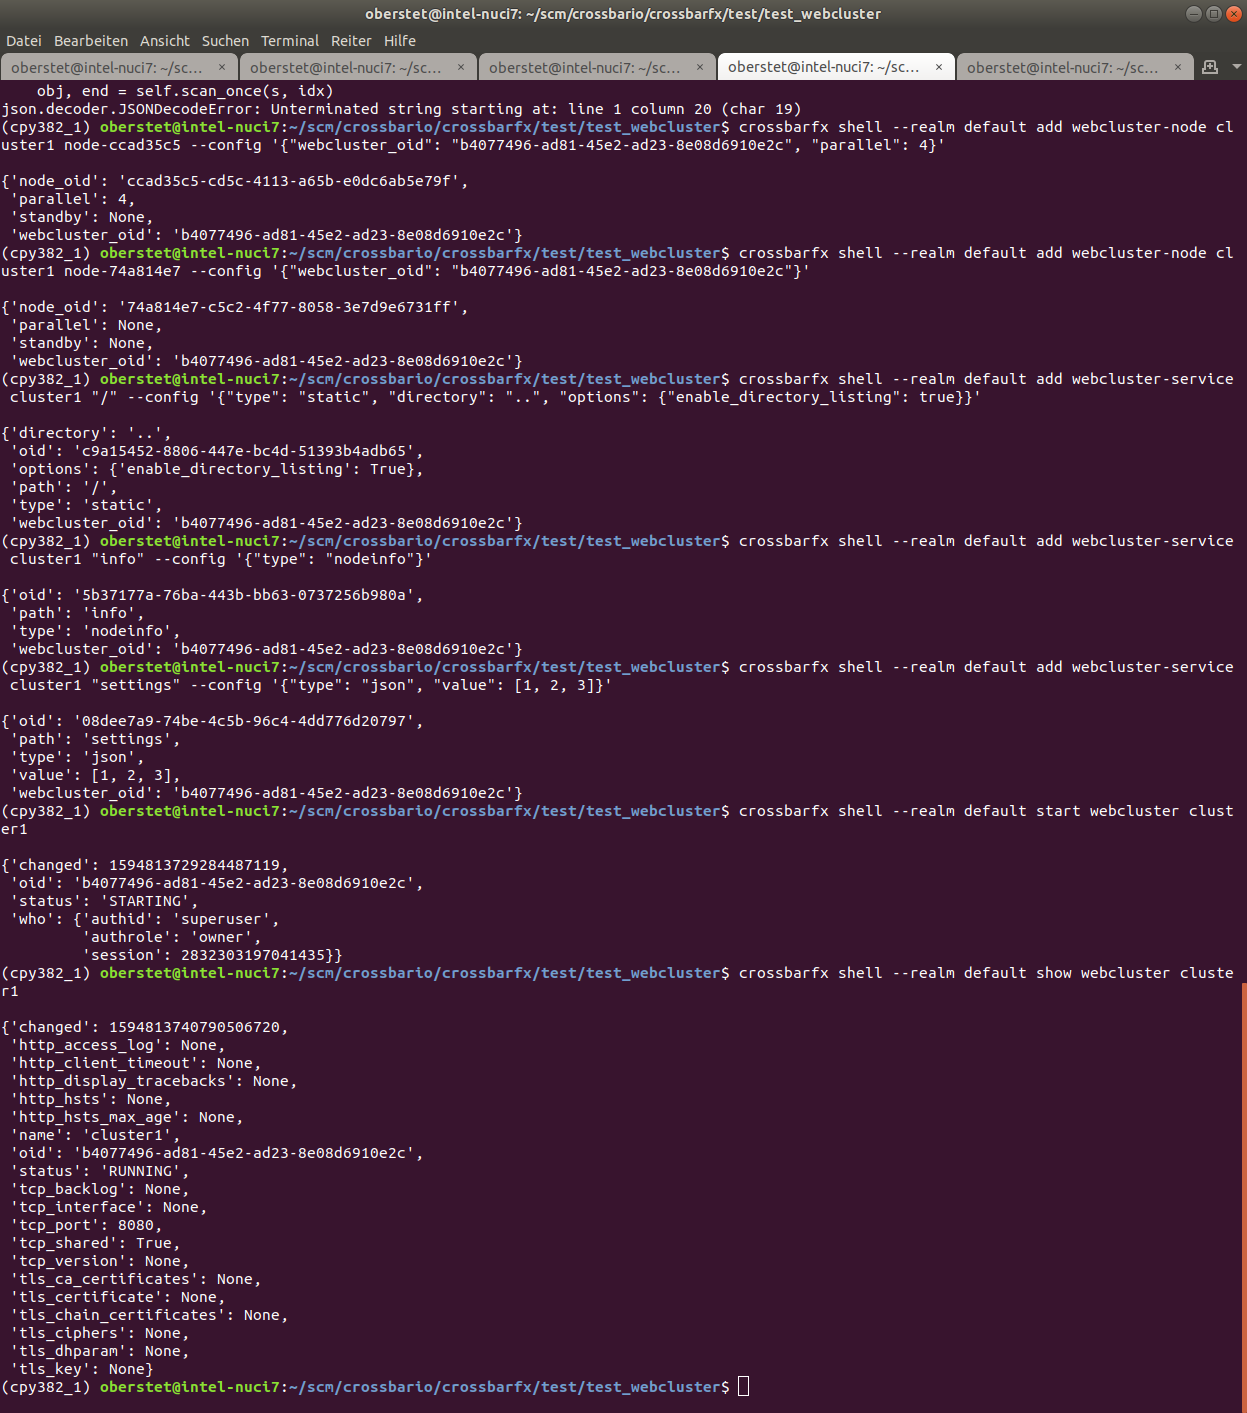 oberstet@intel-nuci7: ~/scm/crossbario/crossbarfx/test/test_webcluster
Datei Bearbeiten Ansicht Suchen Terminal Reiter Hilfe
oberstet@intel-nuci7: ~/sc… × oberstet@intel-nuci7: ~/sc… × oberstet@intel-nuci7: ~/sc… × oberstet@intel-nuci7: ~/sc… × oberstet@intel-nuci7: ~/sc… ×
    obj, end = self.scan_once(s, idx)
json.decoder.JSONDecodeError: Unterminated string starting at: line 1 column 20 (char 19)
(cpy382_1) oberstet@intel-nuci7:~/scm/crossbario/crossbarfx/test/test_webcluster$ crossbarfx shell --realm default add webcluster-node cl
uster1 node-ccad35c5 --config '{"webcluster_oid": "b4077496-ad81-45e2-ad23-8e08d6910e2c", "parallel": 4}'

{'node_oid': 'ccad35c5-cd5c-4113-a65b-e0dc6ab5e79f',
 'parallel': 4,
 'standby': None,
 'webcluster_oid': 'b4077496-ad81-45e2-ad23-8e08d6910e2c'}
(cpy382_1) oberstet@intel-nuci7:~/scm/crossbario/crossbarfx/test/test_webcluster$ crossbarfx shell --realm default add webcluster-node cl
uster1 node-74a814e7 --config '{"webcluster_oid": "b4077496-ad81-45e2-ad23-8e08d6910e2c"}'

{'node_oid': '74a814e7-c5c2-4f77-8058-3e7d9e6731ff',
 'parallel': None,
 'standby': None,
 'webcluster_oid': 'b4077496-ad81-45e2-ad23-8e08d6910e2c'}
(cpy382_1) oberstet@intel-nuci7:~/scm/crossbario/crossbarfx/test/test_webcluster$ crossbarfx shell --realm default add webcluster-service
 cluster1 "/" --config '{"type": "static", "directory": "..", "options": {"enable_directory_listing": true}}'

{'directory': '..',
 'oid': 'c9a15452-8806-447e-bc4d-51393b4adb65',
 'options': {'enable_directory_listing': True},
 'path': '/',
 'type': 'static',
 'webcluster_oid': 'b4077496-ad81-45e2-ad23-8e08d6910e2c'}
(cpy382_1) oberstet@intel-nuci7:~/scm/crossbario/crossbarfx/test/test_webcluster$ crossbarfx shell --realm default add webcluster-service
 cluster1 "info" --config '{"type": "nodeinfo"}'

{'oid': '5b37177a-76ba-443b-bb63-0737256b980a',
 'path': 'info',
 'type': 'nodeinfo',
 'webcluster_oid': 'b4077496-ad81-45e2-ad23-8e08d6910e2c'}
(cpy382_1) oberstet@intel-nuci7:~/scm/crossbario/crossbarfx/test/test_webcluster$ crossbarfx shell --realm default add webcluster-service
 cluster1 "settings" --config '{"type": "json", "value": [1, 2, 3]}'

{'oid': '08dee7a9-74be-4c5b-96c4-4dd776d20797',
 'path': 'settings',
 'type': 'json',
 'value': [1, 2, 3],
 'webcluster_oid': 'b4077496-ad81-45e2-ad23-8e08d6910e2c'}
(cpy382_1) oberstet@intel-nuci7:~/scm/crossbario/crossbarfx/test/test_webcluster$ crossbarfx shell --realm default start webcluster clust
er1

{'changed': 1594813729284487119,
 'oid': 'b4077496-ad81-45e2-ad23-8e08d6910e2c',
 'status': 'STARTING',
 'who': {'authid': 'superuser',
         'authrole': 'owner',
         'session': 2832303197041435}}
(cpy382_1) oberstet@intel-nuci7:~/scm/crossbario/crossbarfx/test/test_webcluster$ crossbarfx shell --realm default show webcluster cluste
r1

{'changed': 1594813740790506720,
 'http_access_log': None,
 'http_client_timeout': None,
 'http_display_tracebacks': None,
 'http_hsts': None,
 'http_hsts_max_age': None,
 'name': 'cluster1',
 'oid': 'b4077496-ad81-45e2-ad23-8e08d6910e2c',
 'status': 'RUNNING',
 'tcp_backlog': None,
 'tcp_interface': None,
 'tcp_port': 8080,
 'tcp_shared': True,
 'tcp_version': None,
 'tls_ca_certificates': None,
 'tls_certificate': None,
 'tls_chain_certificates': None,
 'tls_ciphers': None,
 'tls_dhparam': None,
 'tls_key': None}
(cpy382_1) oberstet@intel-nuci7:~/scm/crossbario/crossbarfx/test/test_webcluster$